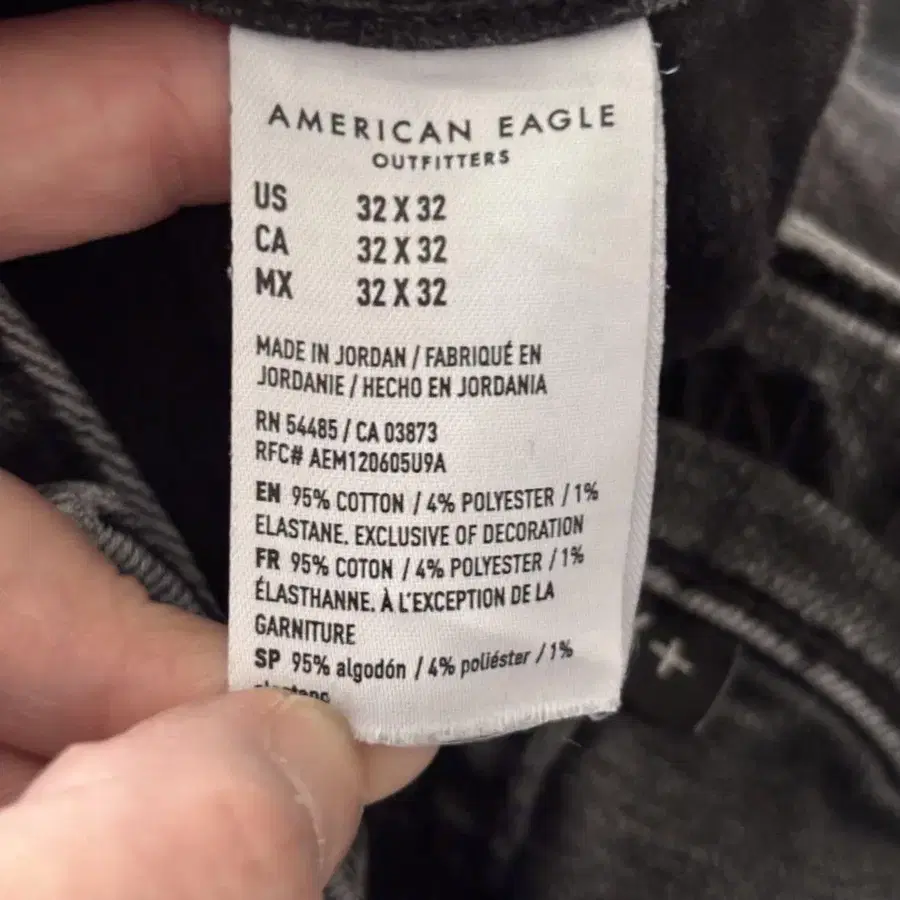 AMERICAN EAGLE
OUTFITTERS
US 32 X 32
CA 32 X 32
MX 32 X 32
MADE IN JORDAN / FABRIQUÉ EN
JORDANIE / HECHO EN JORDANIA
RN 54485 / CA 03873
RFC# AEM120605U9A
EN 95% COTTON / 4% POLYESTER / 1%
ELASTANE. EXCLUSIVE OF DECORATION
FR 95% COTON / 4% POLYESTER / 1%
ÉLASTHANNE. À L'EXCEPTION DE LA
GARNITURE
SP 95% algodón / 4% poliéster / 1%